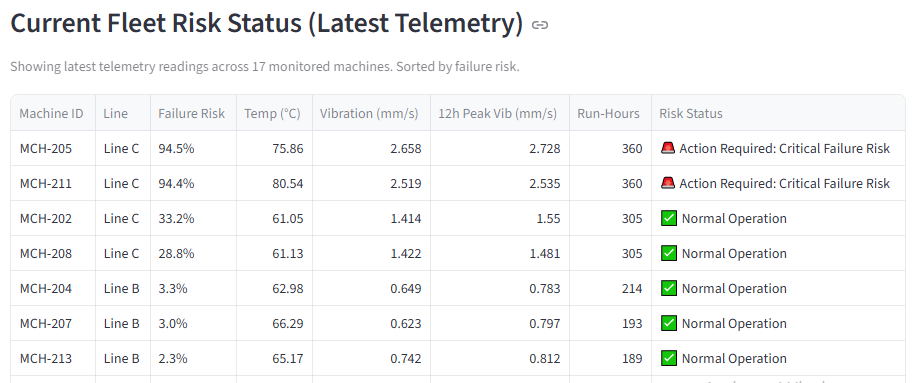 Current Fleet Risk Status (Latest Telemetry)
Showing latest telemetry readings across 17 monitored machines. Sorted by failure risk.
Machine ID Line Failure Risk Temp (°C) Vibration (mm/s) 12h Peak Vib (mm/s) Run-Hours Risk Status
MCH-205 Line C 94.5% 75.86 2.658 2.728 360 🚨 Action Required: Critical Failure Risk
MCH-211 Line C 94.4% 80.54 2.519 2.535 360 🚨 Action Required: Critical Failure Risk
MCH-202 Line C 33.2% 61.05 1.414 1.55 305 ✅ Normal Operation
MCH-208 Line C 28.8% 61.13 1.422 1.481 305 ✅ Normal Operation
MCH-204 Line B 3.3% 62.98 0.649 0.783 214 ✅ Normal Operation
MCH-207 Line B 3.0% 66.29 0.623 0.797 193 ✅ Normal Operation
MCH-213 Line B 2.3% 65.17 0.742 0.812 189 ✅ Normal Operation